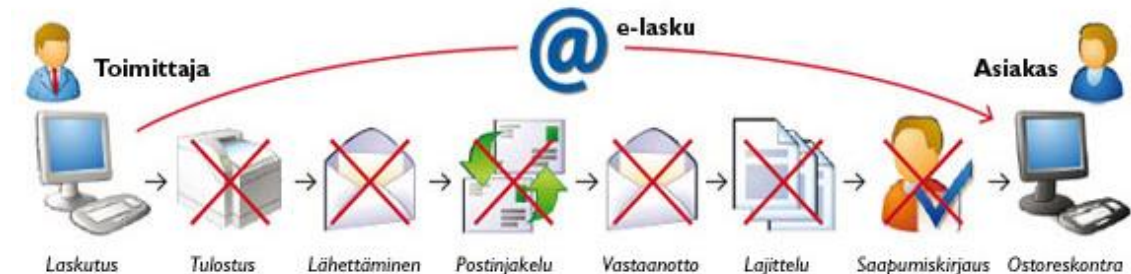 e-lasku
Toimittaja
Asiakas
@
Laskutus
Tulostus
Lähettäminen
Postinjakelu
Vastaanotto
Lajittelu
Saapumiskirjaus
Ostoreskontra